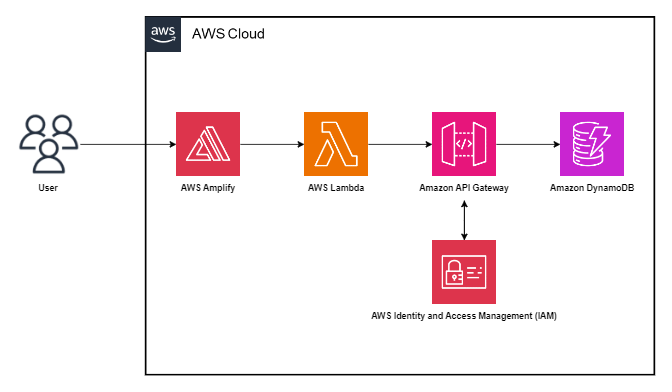 aws
AWS Cloud
User
AWS Amplify
AWS Lambda
</>
Amazon API Gateway
Amazon DynamoDB
AWS Identity and Access Management (IAM)